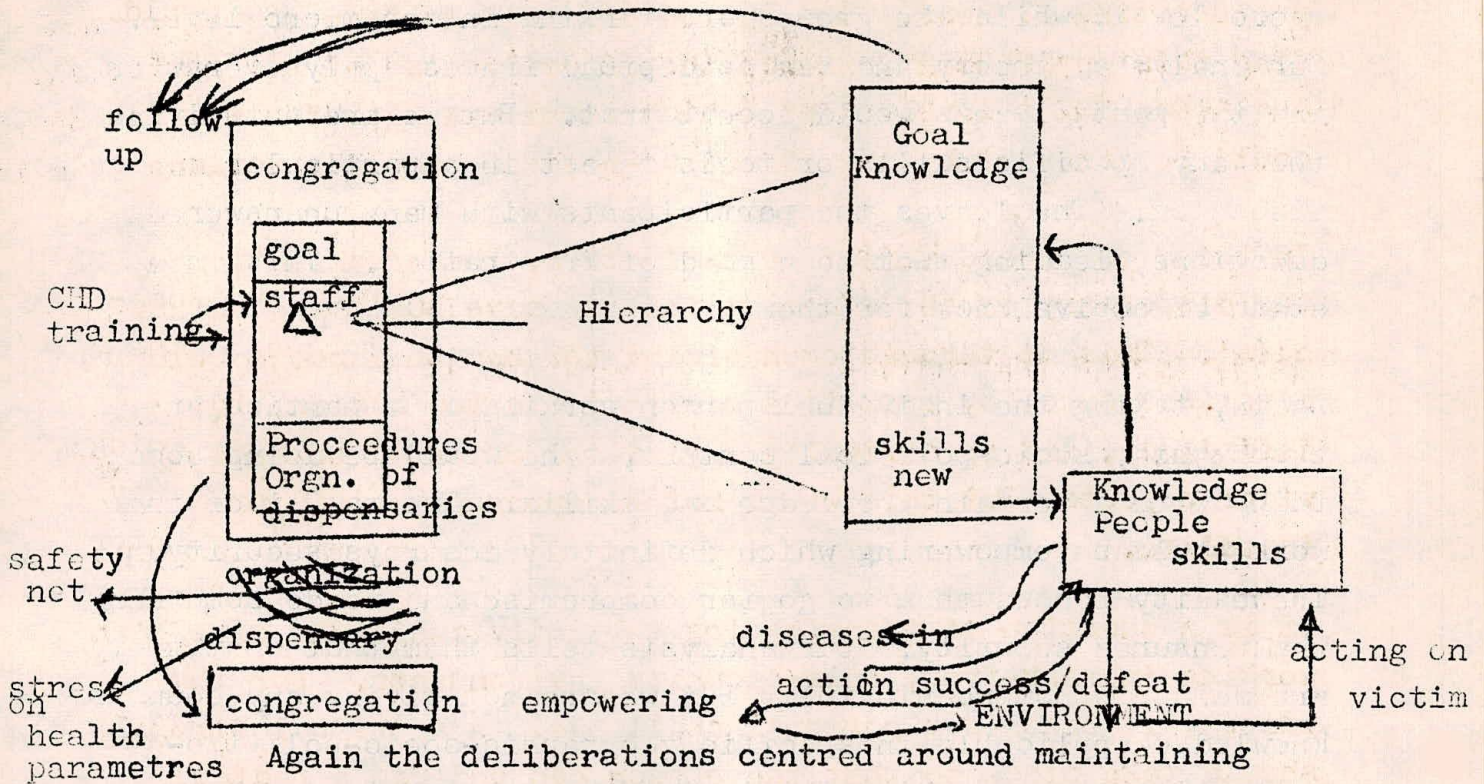 follow
up
congregation
goal
staff
CHD
training
Proceedures
Orgn. of
dispensaries
Hierarchy
Goal
Knowledge
skills
new
Knowledge
People
skills
safety
net
organization
dispensary
stress
on
health
parametres
congregation
empowering
diseases in
action success/defeat
ENVIRONMENT
acting on
victim
Again the deliberations centred around maintaining